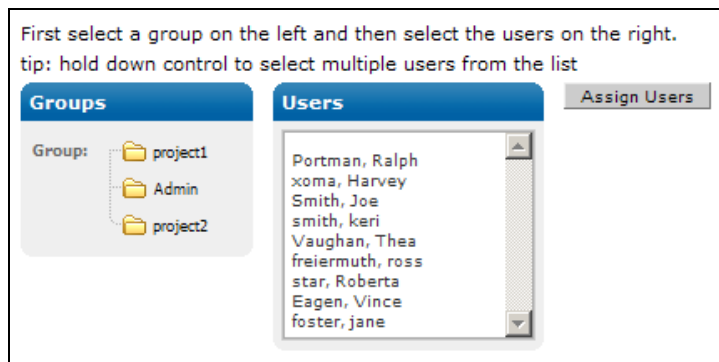 First select a group on the left and then select the users on the right.
tip: hold down control to select multiple users from the list
Groups
Group:
project1
Admin
project2
Users
Portman, Ralph
xoma, Harvey
Smith, Joe
smith, keri
Vaughan, Thea
freiermuth, ross
star, Roberta
Eagen, Vince
foster, jane
Assign Users